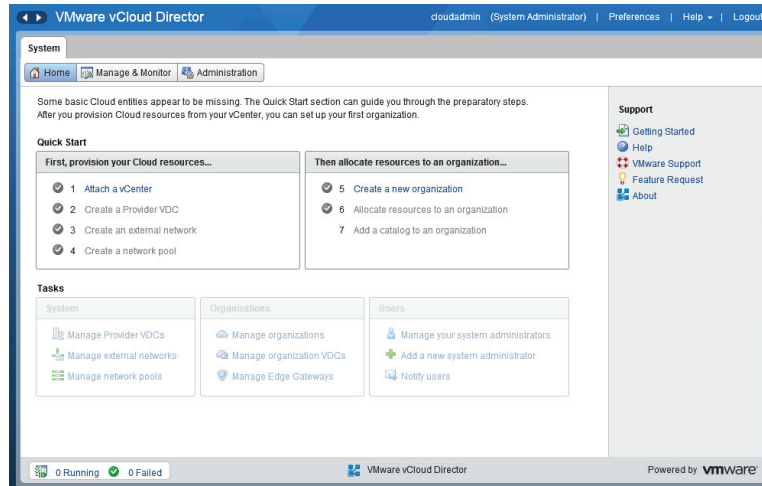 VMware vCloud Director
cloudadmin (System Administrator) | Preferences | Help | Logout
System
Home
Manage & Monitor
Administration
Some basic Cloud entities appear to be missing. The Quick Start section can guide you through the preparatory steps.
After you provision Cloud resources from your vCenter, you can set up your first organization.
Quick Start
First, provision your Cloud resources...
1 Attach a vCenter
2 Create a Provider VDC
3 Create an external network
4 Create a network pool
Then allocate resources to an organization...
5 Create a new organization
6 Allocate resources to an organization
7 Add a catalog to an organization
Tasks
System
Manage Provider VDCs
Manage external networks
Manage network pools
Organizations
Manage organizations
Manage organization VDCs
Manage Edge Gateways
Users
Manage your system administrators
Add a new system administrator
Notify users
Support
Getting Started
Help
VMware Support
Feature Request
About
0 Running 0 Failed
VMware vCloud Director
Powered by vmware